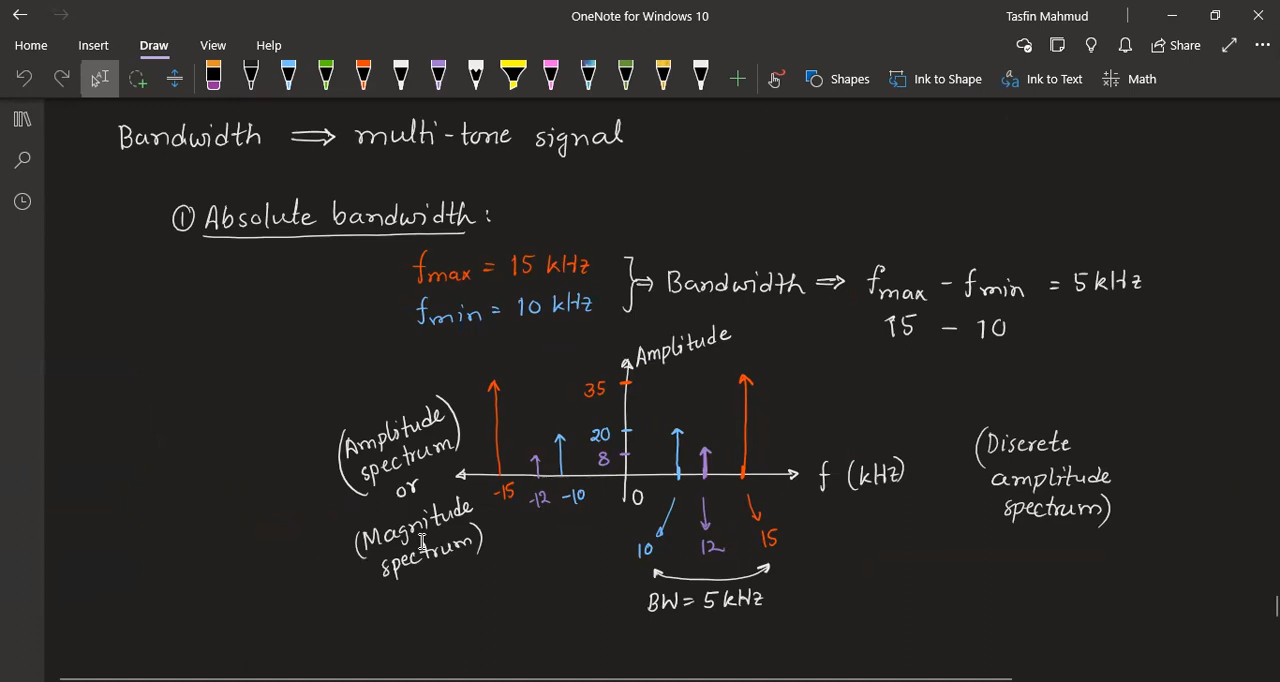 OneNote for Windows 10
Tasfin Mahmud
Home Insert Draw View Help
Share
Shapes Ink to Shape Ink to Text Math
Bandwidth ⇒ multi-tone signal
① Absolute bandwidth:
fmax = 15 kHz
fmin = 10 kHz
} ⇒ Bandwidth ⇒ fmax - fmin = 5 kHz
15 - 10
Amplitude
35
20
8
(Amplitude
spectrum)
or
(Magnitude
spectrum)
-15 -12 -10 0
f (kHz)
10 12 15
BW = 5 kHz
(Discrete
amplitude
spectrum)